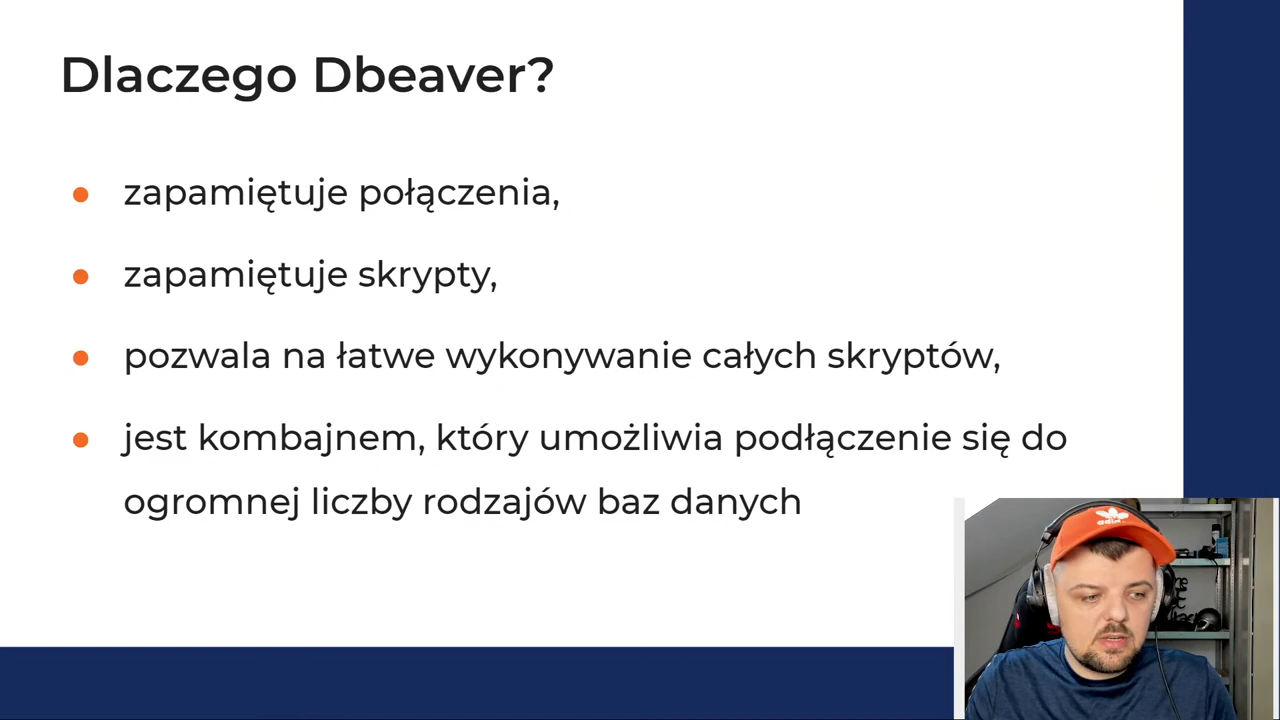 Dlaczego Dbeaver?
zapamiętuje połączenia,
zapamiętuje skrypty,
pozwala na łatwe wykonywanie całych skryptów,
jest kombajnem, który umożliwia podłączenie się do
ogromnej liczby rodzajów baz danych